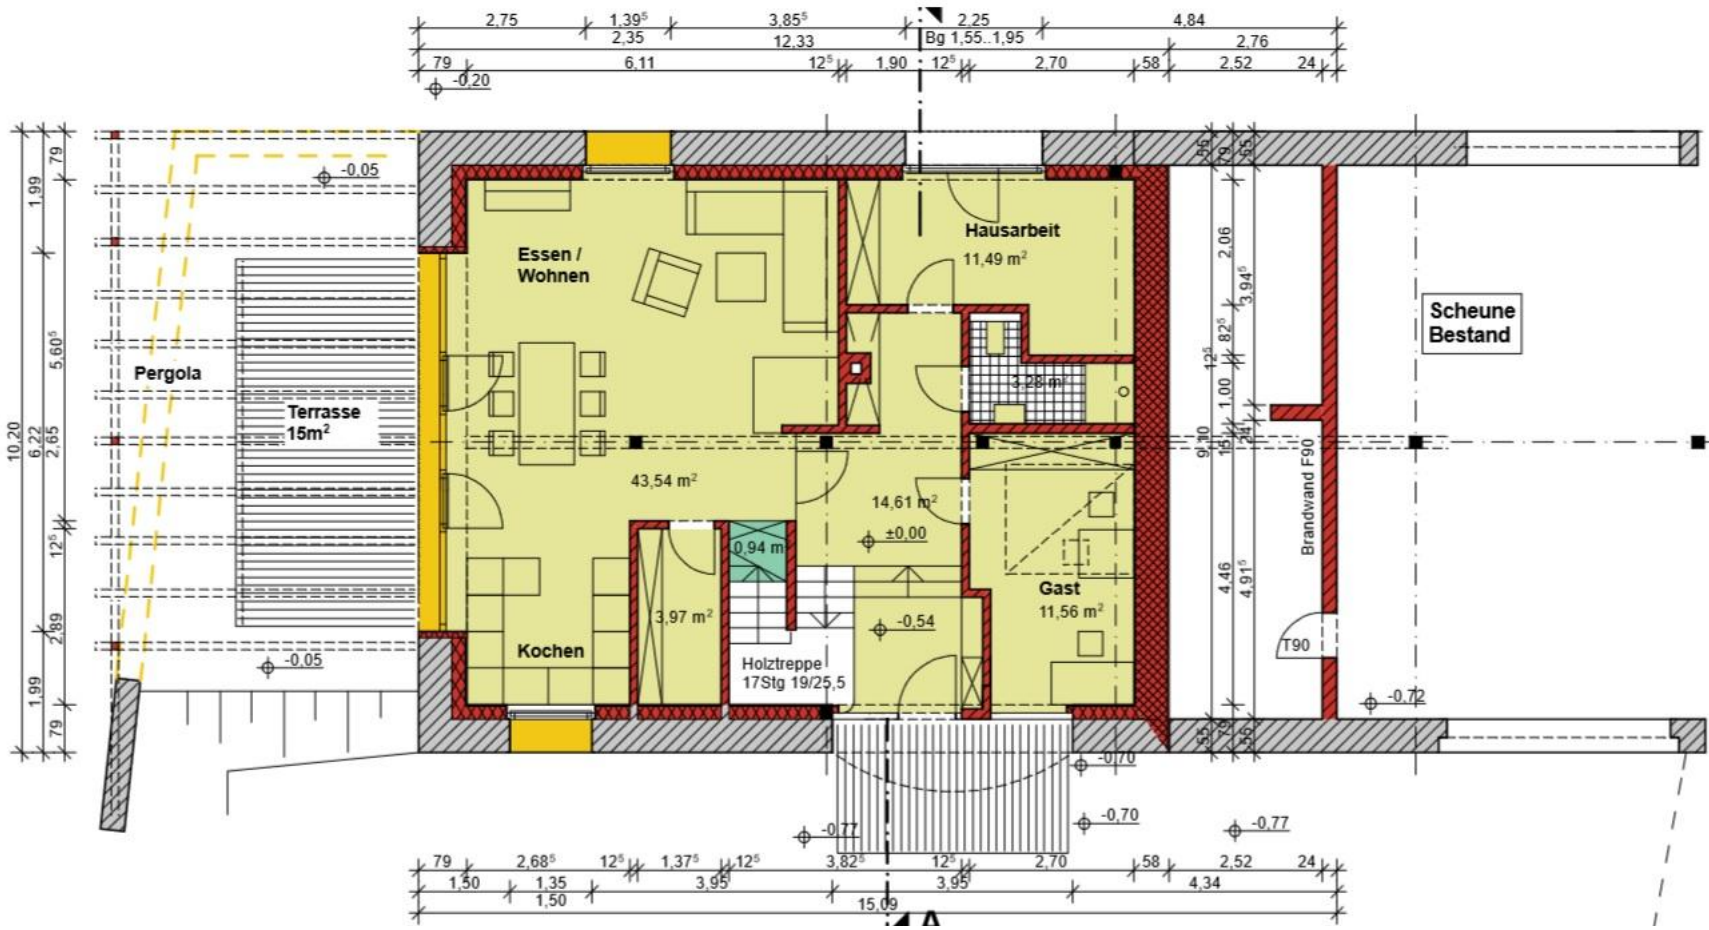 2,75 1,39⁵ 3,85⁵ 2,25 4,84
2,35 12,33 Bg 1,55..1,95 2,76
79 6,11 12⁵ 1,90 12⁵ 2,70 58 2,52 24
-0,20
-0,05
79
1,99
55
79
55
Essen /
Wohnen
Hausarbeit
11,49 m²
2,06
3,94⁵
Scheune
Bestand
5,60⁵
82⁵
12⁵
Pergola
3,28 m²
1,00
Terrasse
15m²
10,20
6,22
2,65
9,10
15
24
Brandwand F90
43,54 m²
14,61 m²
±0,00
12⁵
0,94 m
4,46
4,91⁵
Gast
11,56 m²
3,97 m²
-0,54
2,89
Kochen
Holztreppe
17Stg 19/25,5
T90
-0,05
-0,72
1,99
79
55
79
55
-0,70
-0,70
-0,77
-0,77
79 2,68⁵ 12⁵ 1,37⁵ 12⁵ 3,82⁵ 12⁵ 2,70 58 2,52 24
1,50 1,35 3,95 3,95 4,34
1,50 15,09
A